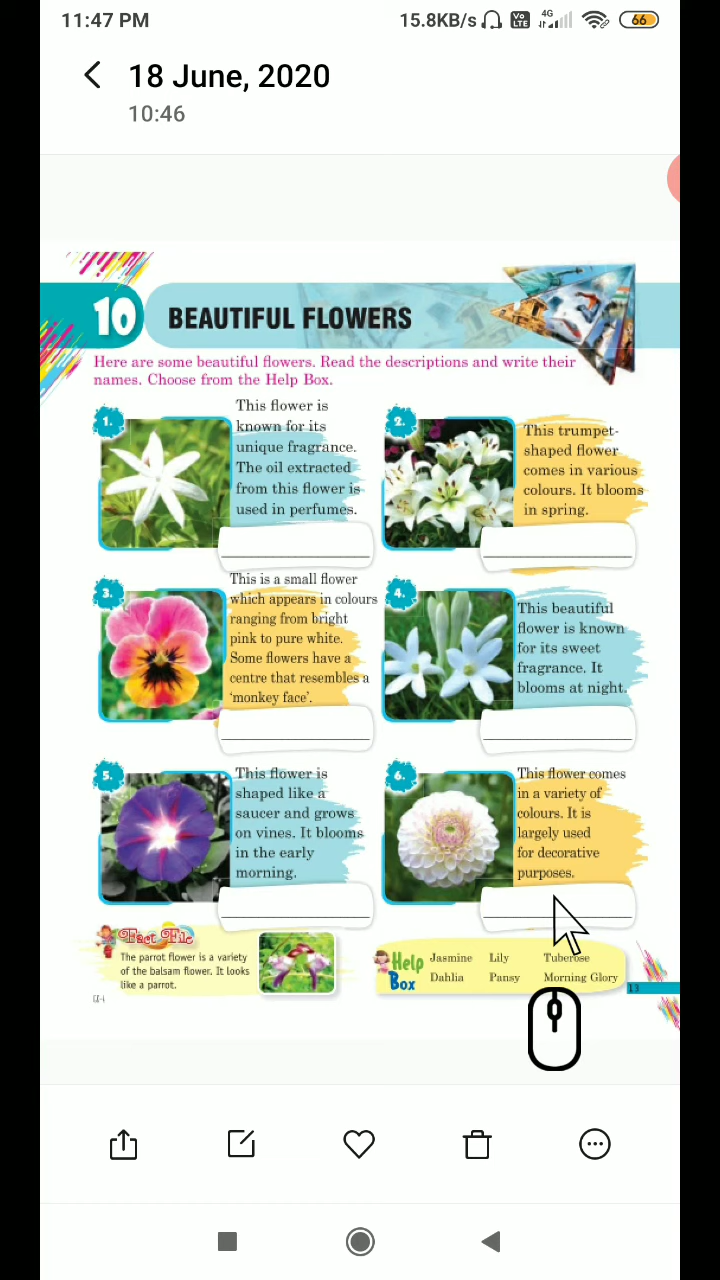 11:47 PM
15.8KB/s
Vo LTE
4G
66
18 June, 2020
10:46
10
BEAUTIFUL FLOWERS
Here are some beautiful flowers. Read the descriptions and write their
names. Choose from the Help Box.
1.
This flower is
known for its
unique fragrance.
The oil extracted
from this flower is
used in perfumes.
2.
This trumpet-
shaped flower
comes in various
colours. It blooms
in spring.
3.
This is a small flower
which appears in colours
ranging from bright
pink to pure white.
Some flowers have a
centre that resembles a
'monkey face'.
4.
This beautiful
flower is known
for its sweet
fragrance. It
blooms at night.
5.
This flower is
shaped like a
saucer and grows
on vines. It blooms
in the early
morning.
6.
This flower comes
in a variety of
colours. It is
largely used
for decorative
purposes.
Fact File
The parrot flower is a variety
of the balsam flower. It looks
like a parrot.
Help
Box
Jasmine Lily Tuberose
Dahlia Pansy Morning Glory
13